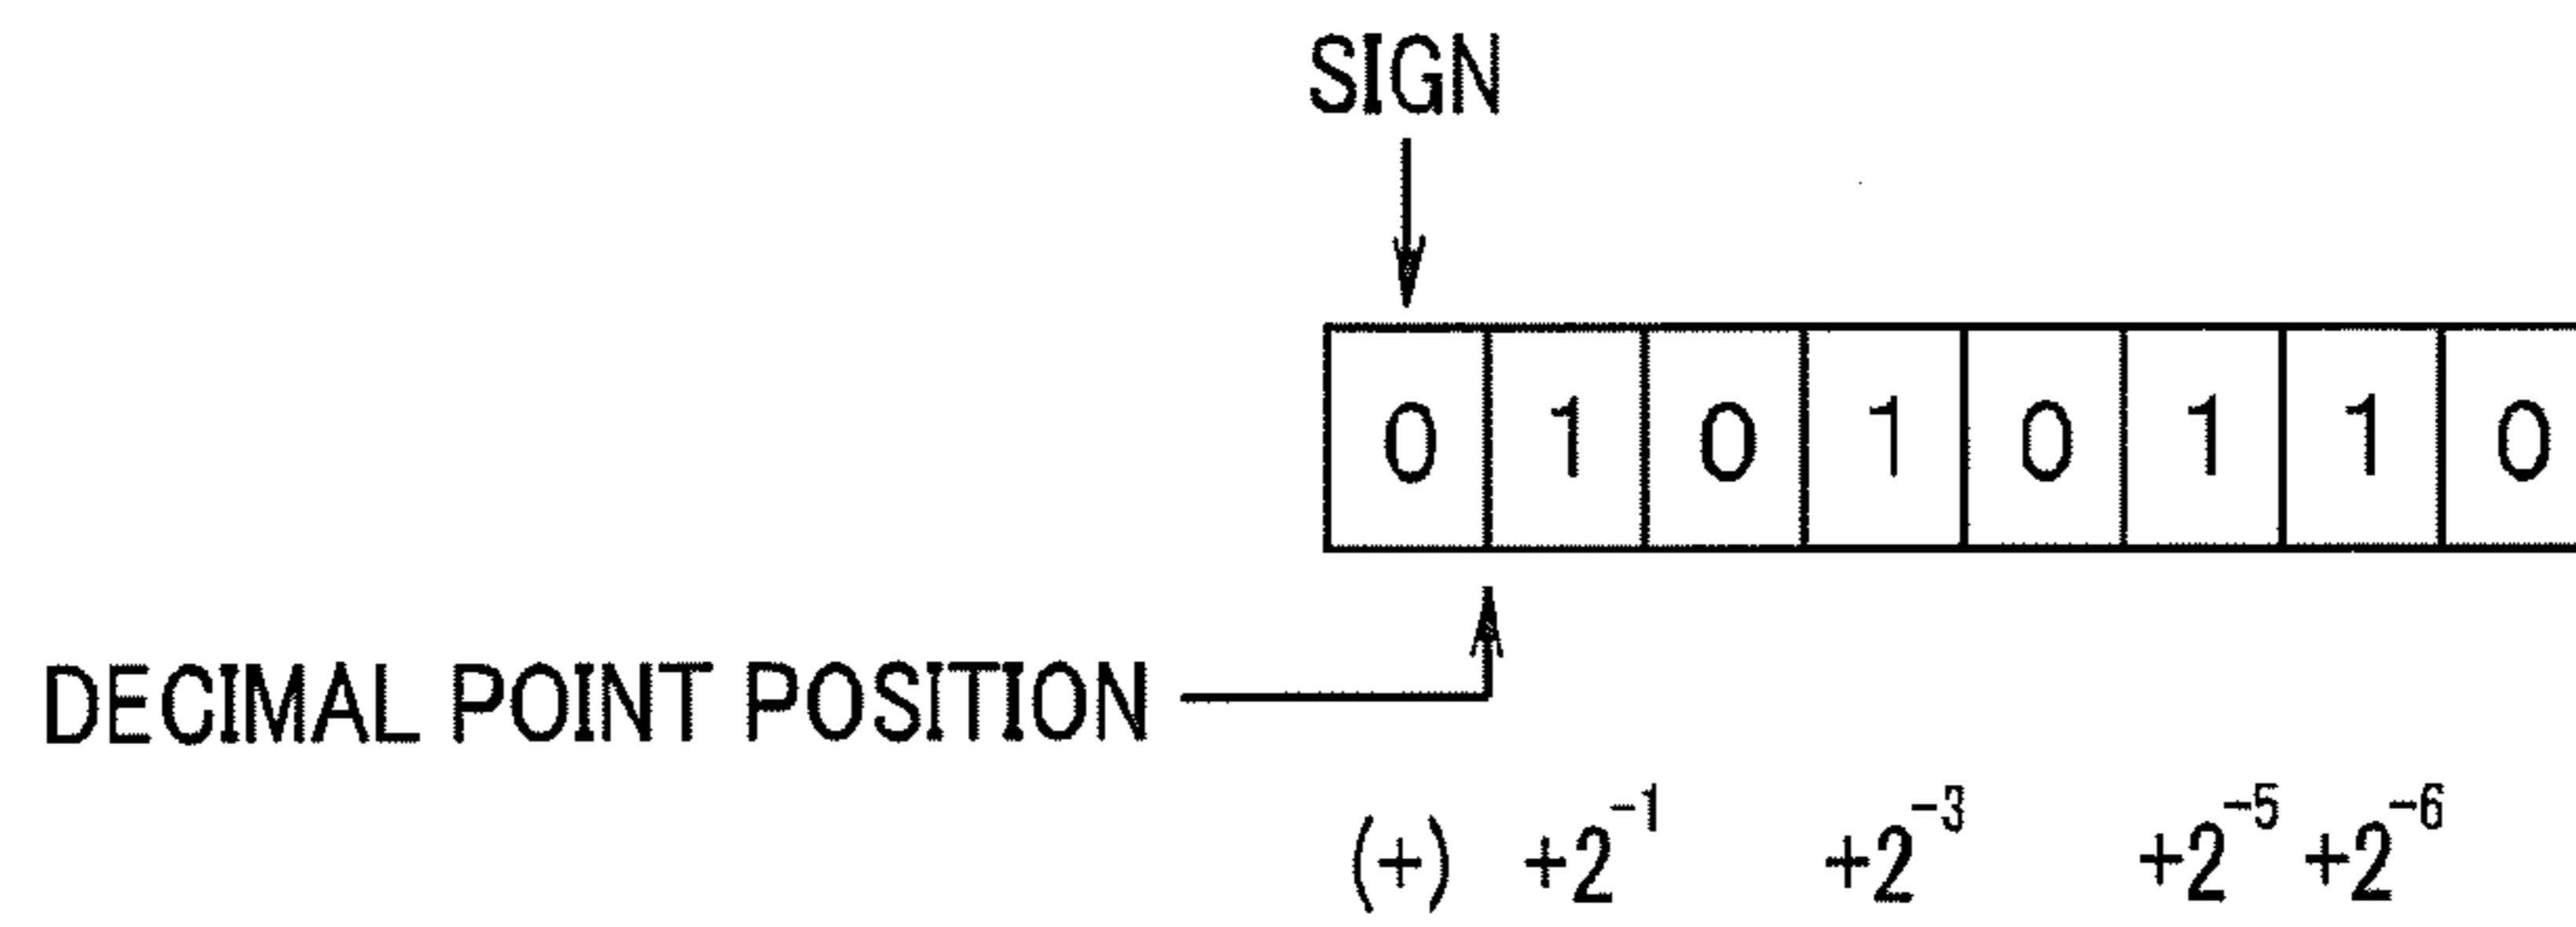 SIGN
0 1 0 1 0 1 1 0
DECIMAL POINT POSITION
(+) +2⁻¹ +2⁻³ +2⁻⁵ +2⁻⁶